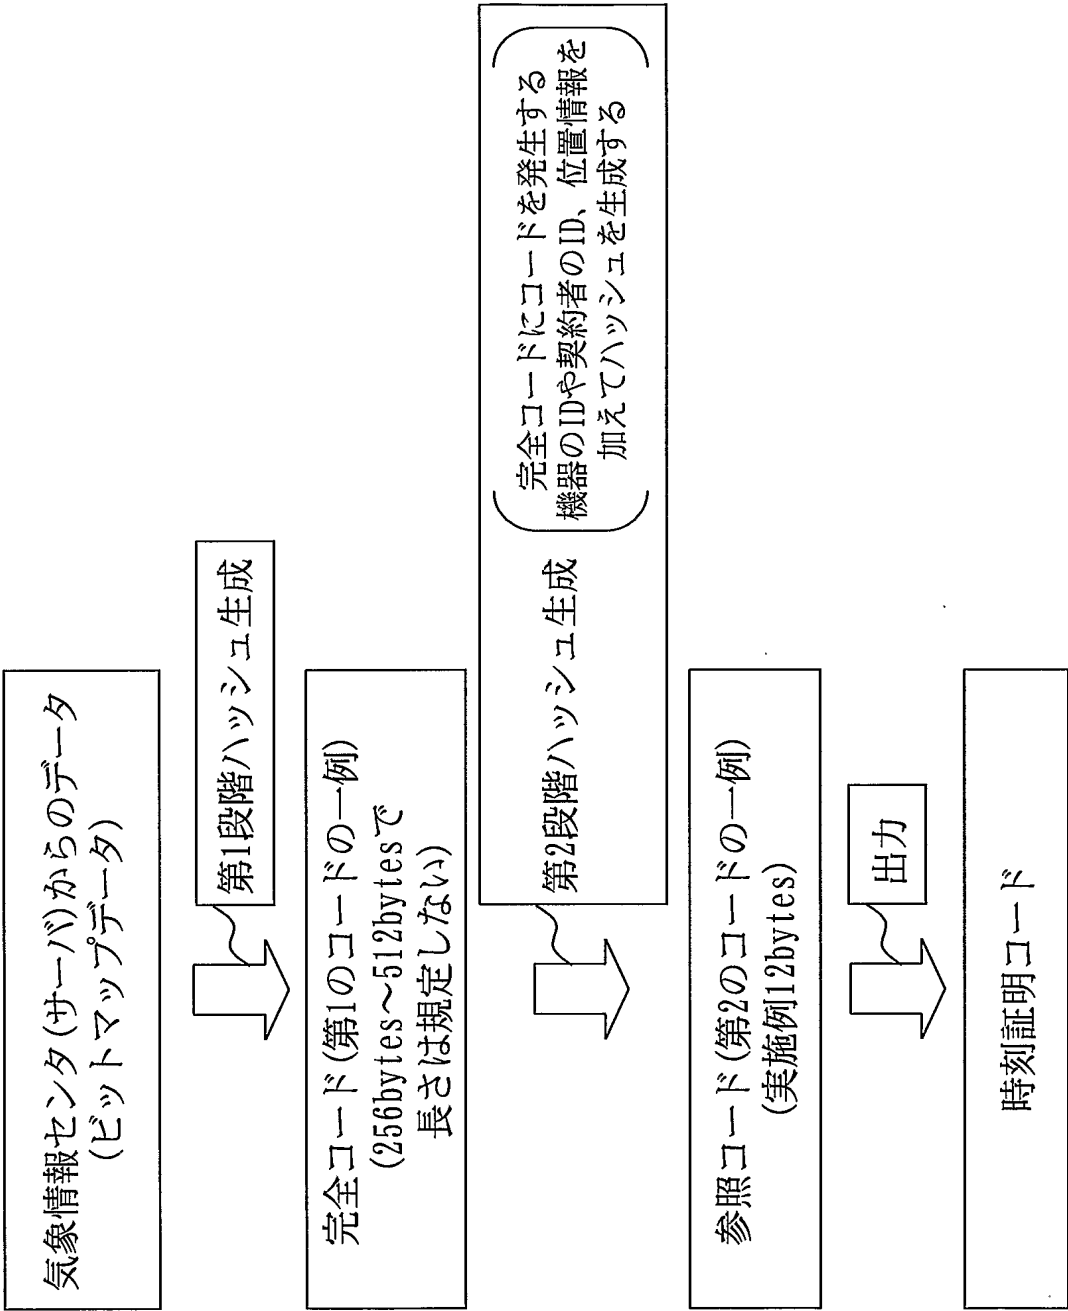 気象情報センタ(サーバ)からのデータ
(ビットマップデータ)
第1段階ハッシュ生成
完全コード(第1のコードの一例)
(256bytes～512bytesで
長さは規定しない)
第2段階ハッシュ生成
完全コードにコードを発生する
機器のIDや契約者のID、位置情報を
加えてハッシュを生成する
参照コード(第2のコードの一例)
(実施例12bytes)
出力
時刻証明コード